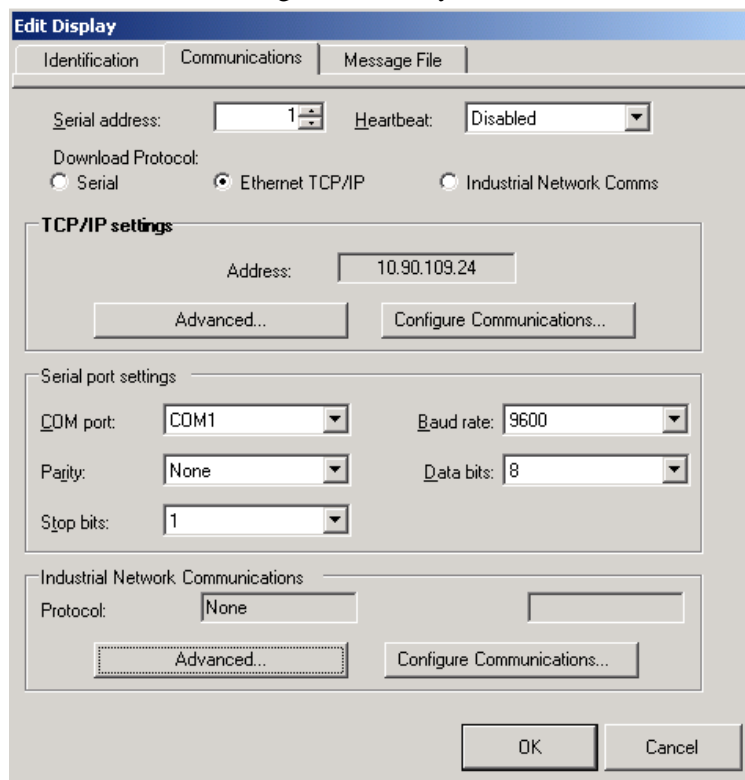 Edit Display
Identification Communications Message File
Serial address: 1 Heartbeat: Disabled
Download Protocol:
Serial Ethernet TCP/IP Industrial Network Comms
TCP/IP settings
Address: 10.90.109.24
Advanced... Configure Communications...
Serial port settings
COM port: COM1 Baud rate: 9600
Parity: None Data bits: 8
Stop bits: 1
Industrial Network Communications
Protocol: None
Advanced... Configure Communications...
OK Cancel